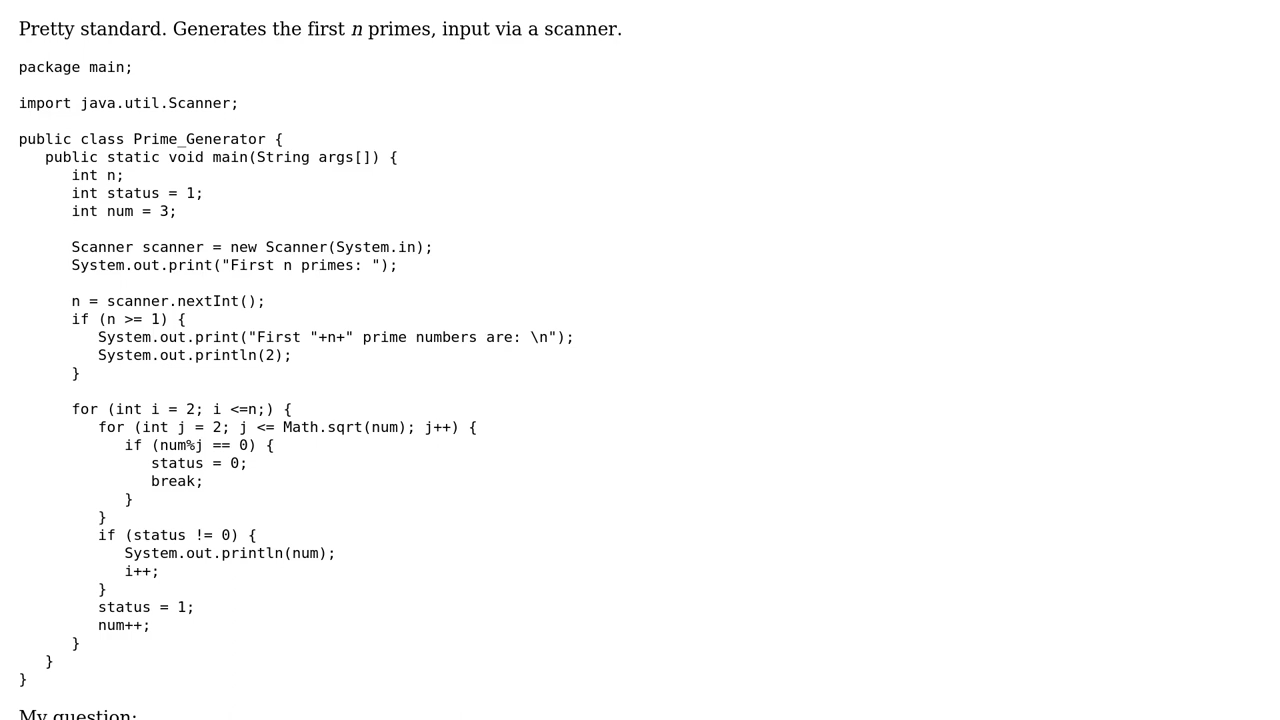 Pretty standard. Generates the first n primes, input via a scanner.
package main;
import java.util.Scanner;
public class Prime_Generator {
   public static void main(String args[]) {
      int n;
      int status = 1;
      int num = 3;
      Scanner scanner = new Scanner(System.in);
      System.out.print("First n primes: ");
      n = scanner.nextInt();
      if (n >= 1) {
         System.out.print("First "+n+" prime numbers are: \n");
         System.out.println(2);
      }
      for (int i = 2; i <=n;) {
         for (int j = 2; j <= Math.sqrt(num); j++) {
            if (num%j == 0) {
               status = 0;
               break;
            }
         }
         if (status != 0) {
            System.out.println(num);
            i++;
         }
         status = 1;
         num++;
      }
   }
}
My question: